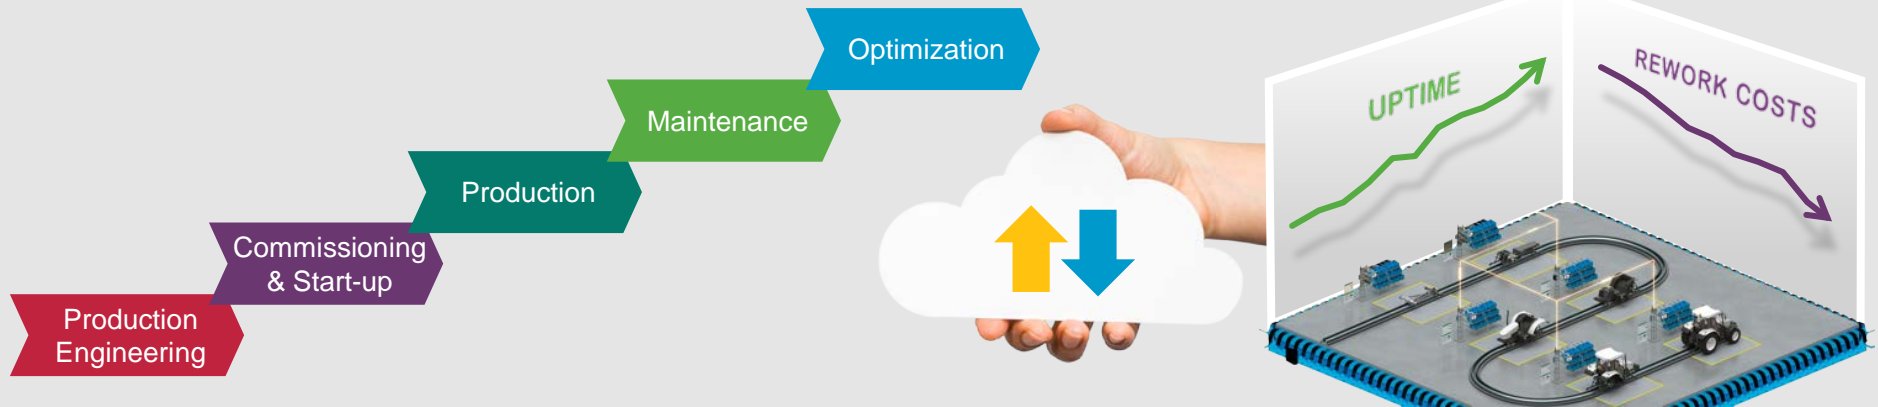 Optimization
Maintenance
Production
Commissioning
& Start-up
Production
Engineering
UPTIME
REWORK COSTS